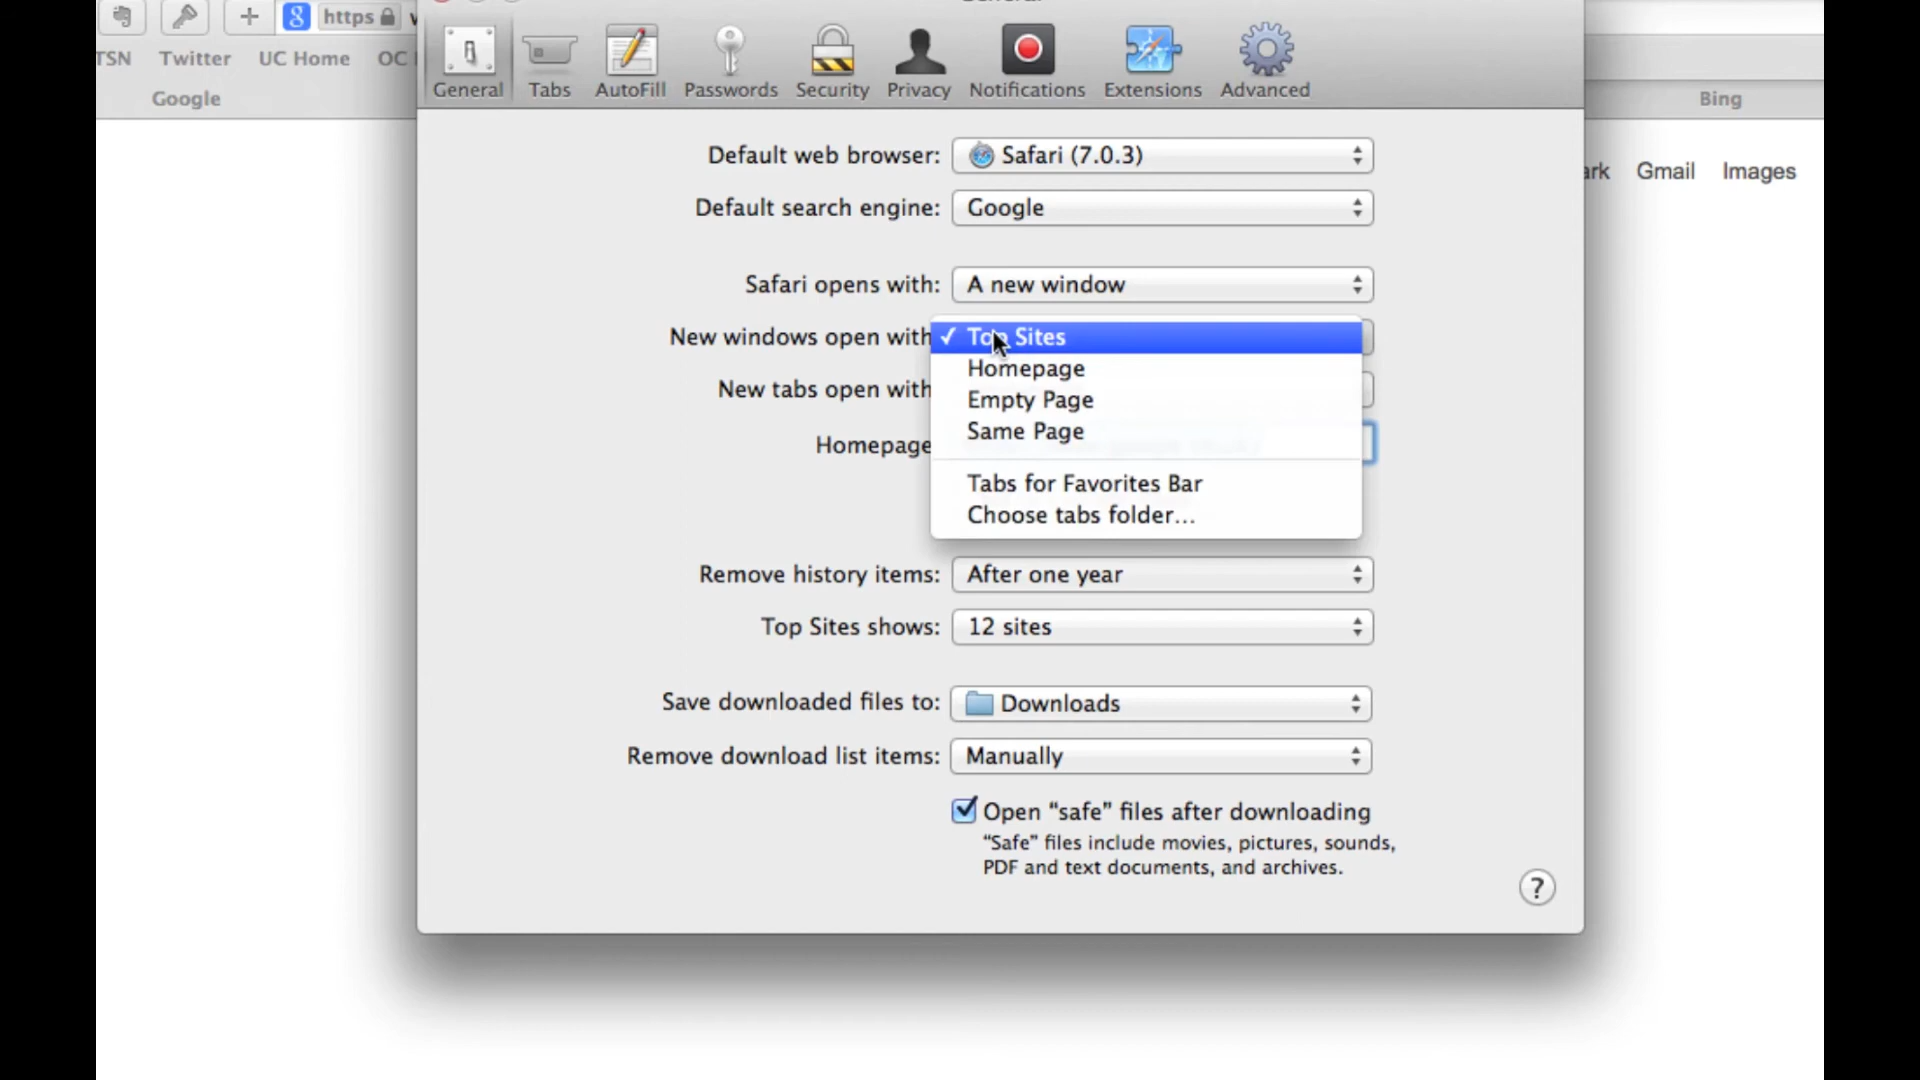 8 https
TSN Twitter UC Home OC
Google Bing
General Tabs AutoFill Passwords Security Privacy Notifications Extensions Advanced
Gmail Images
Default web browser: Safari (7.0.3)
Default search engine: Google
Safari opens with: A new window
New windows open with ✓ Top Sites
Homepage
Empty Page
New tabs open with
Same Page
Homepage
Tabs for Favorites Bar
Choose tabs folder...
Remove history items: After one year
Top Sites shows: 12 sites
Save downloaded files to: Downloads
Remove download list items: Manually
Open “safe” files after downloading
“Safe” files include movies, pictures, sounds,
PDF and text documents, and archives.
?